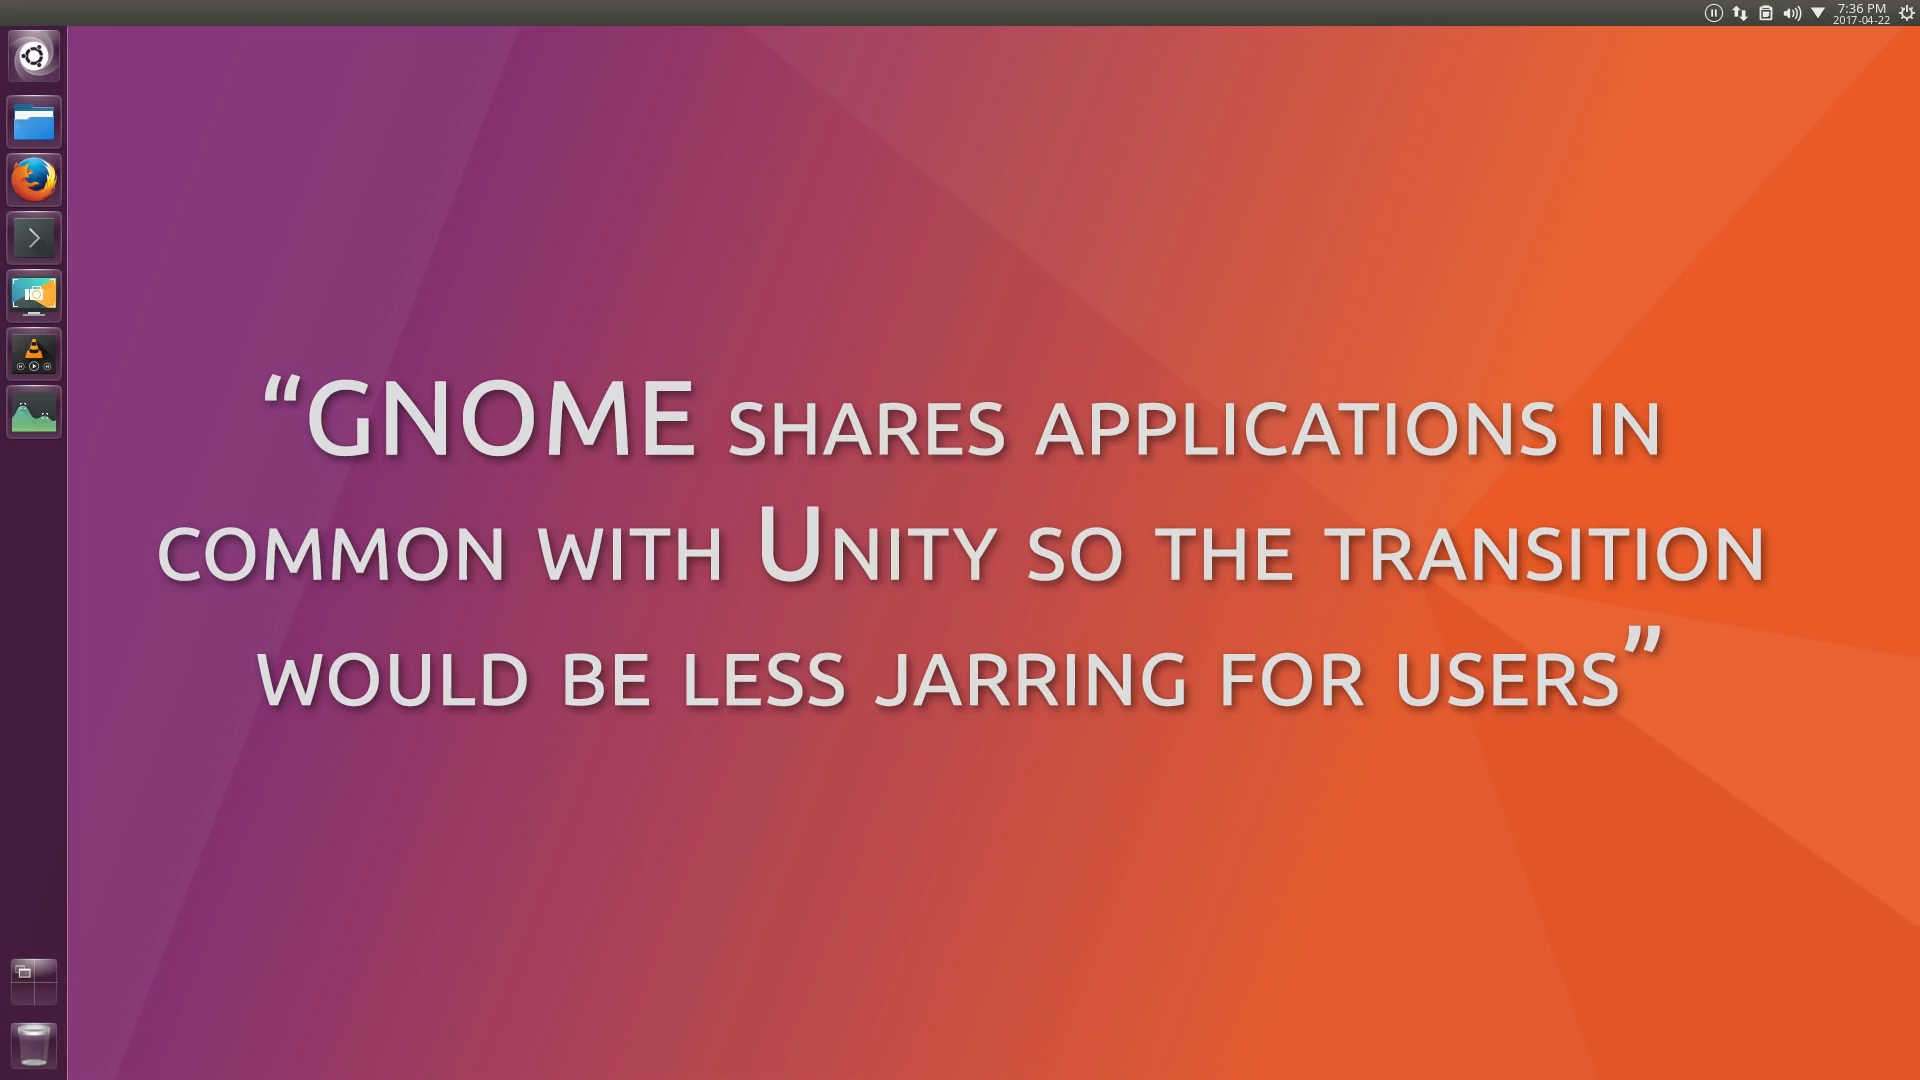 7:36 PM
2017-04-22
“GNOME shares applications in
common with Unity so the transition
would be less jarring for users”